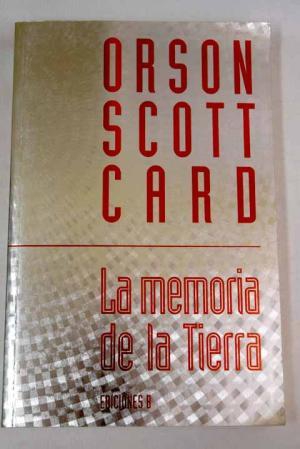 ORSON
SCOTT
CARD
La memoria
de la Tierra
EDICIONES B